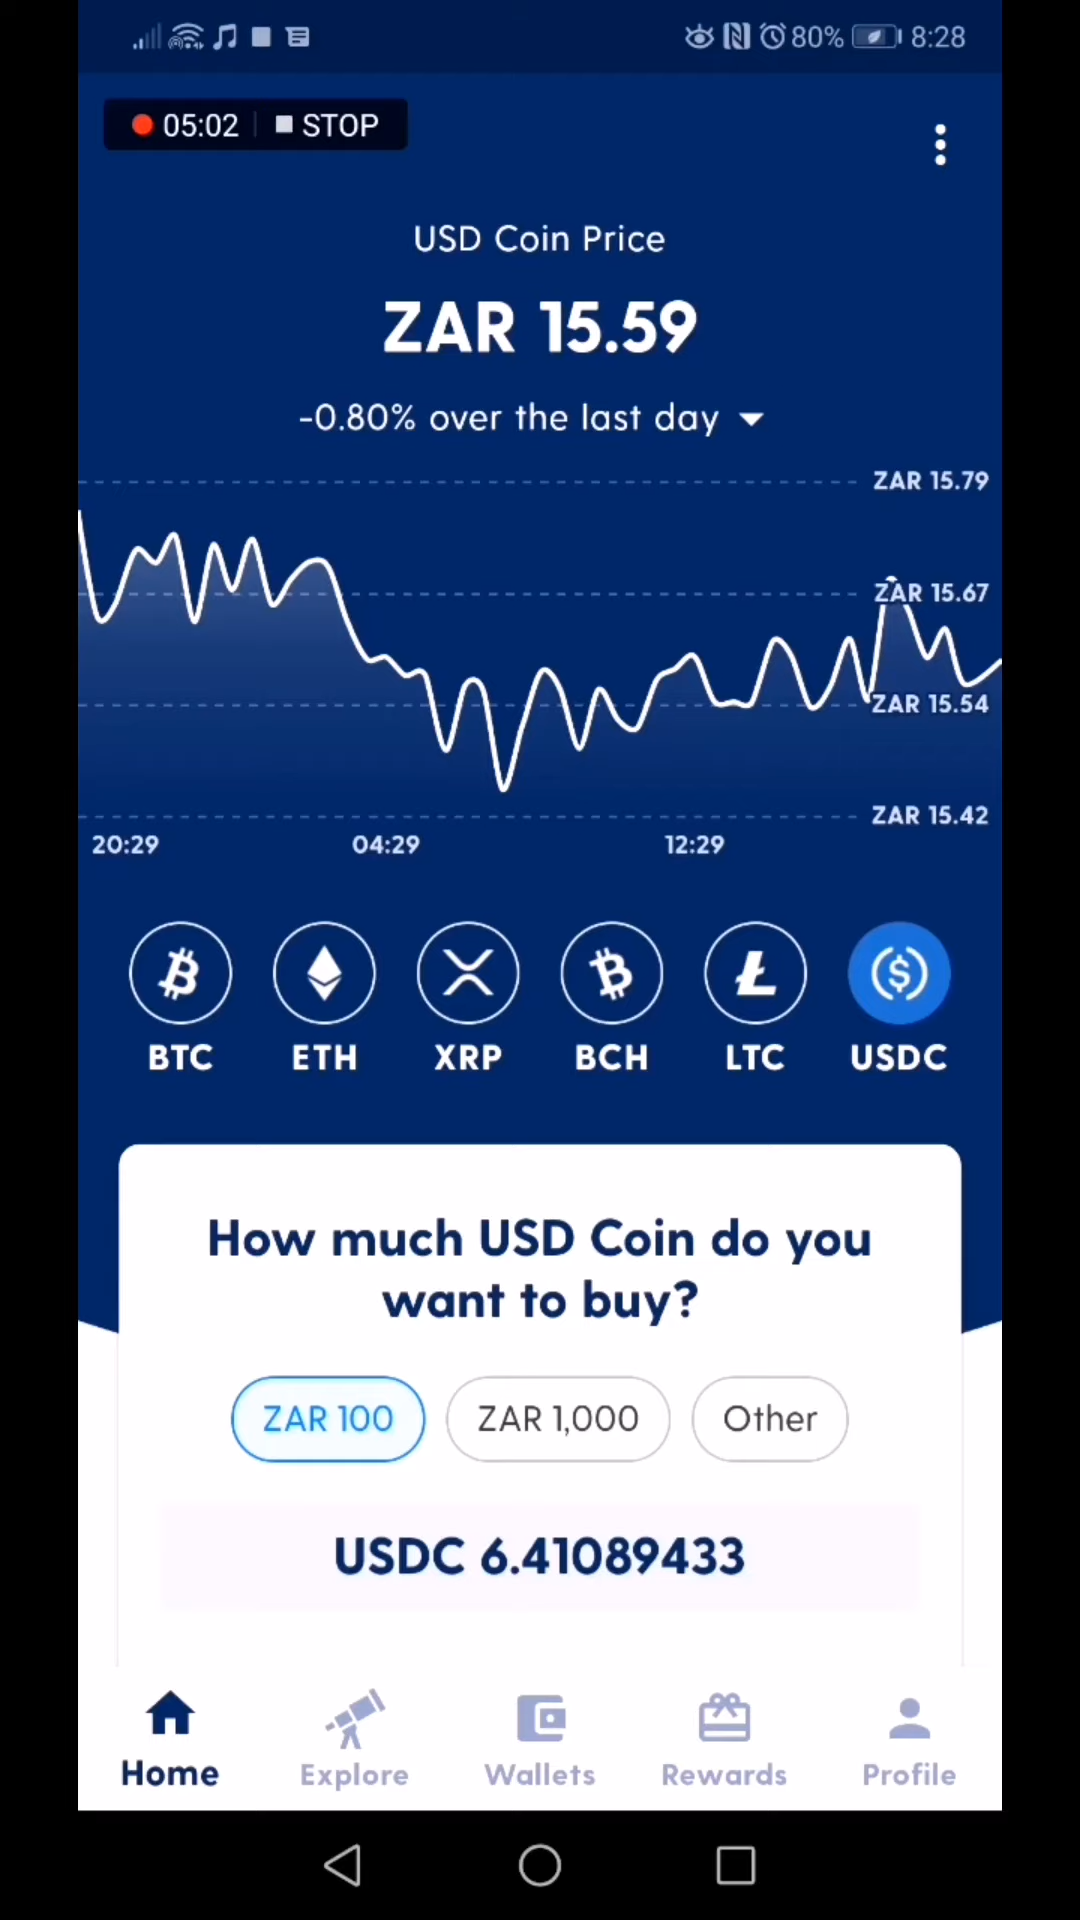 80% 8:28
05:02 STOP
USD Coin Price
ZAR 15.59
-0.80% over the last day
ZAR 15.79
ZAR 15.67
ZAR 15.54
ZAR 15.42
20:29 04:29 12:29
BTC ETH XRP BCH LTC USDC
How much USD Coin do you
want to buy?
ZAR 100 ZAR 1,000 Other
USDC 6.41089433
Home Explore Wallets Rewards Profile